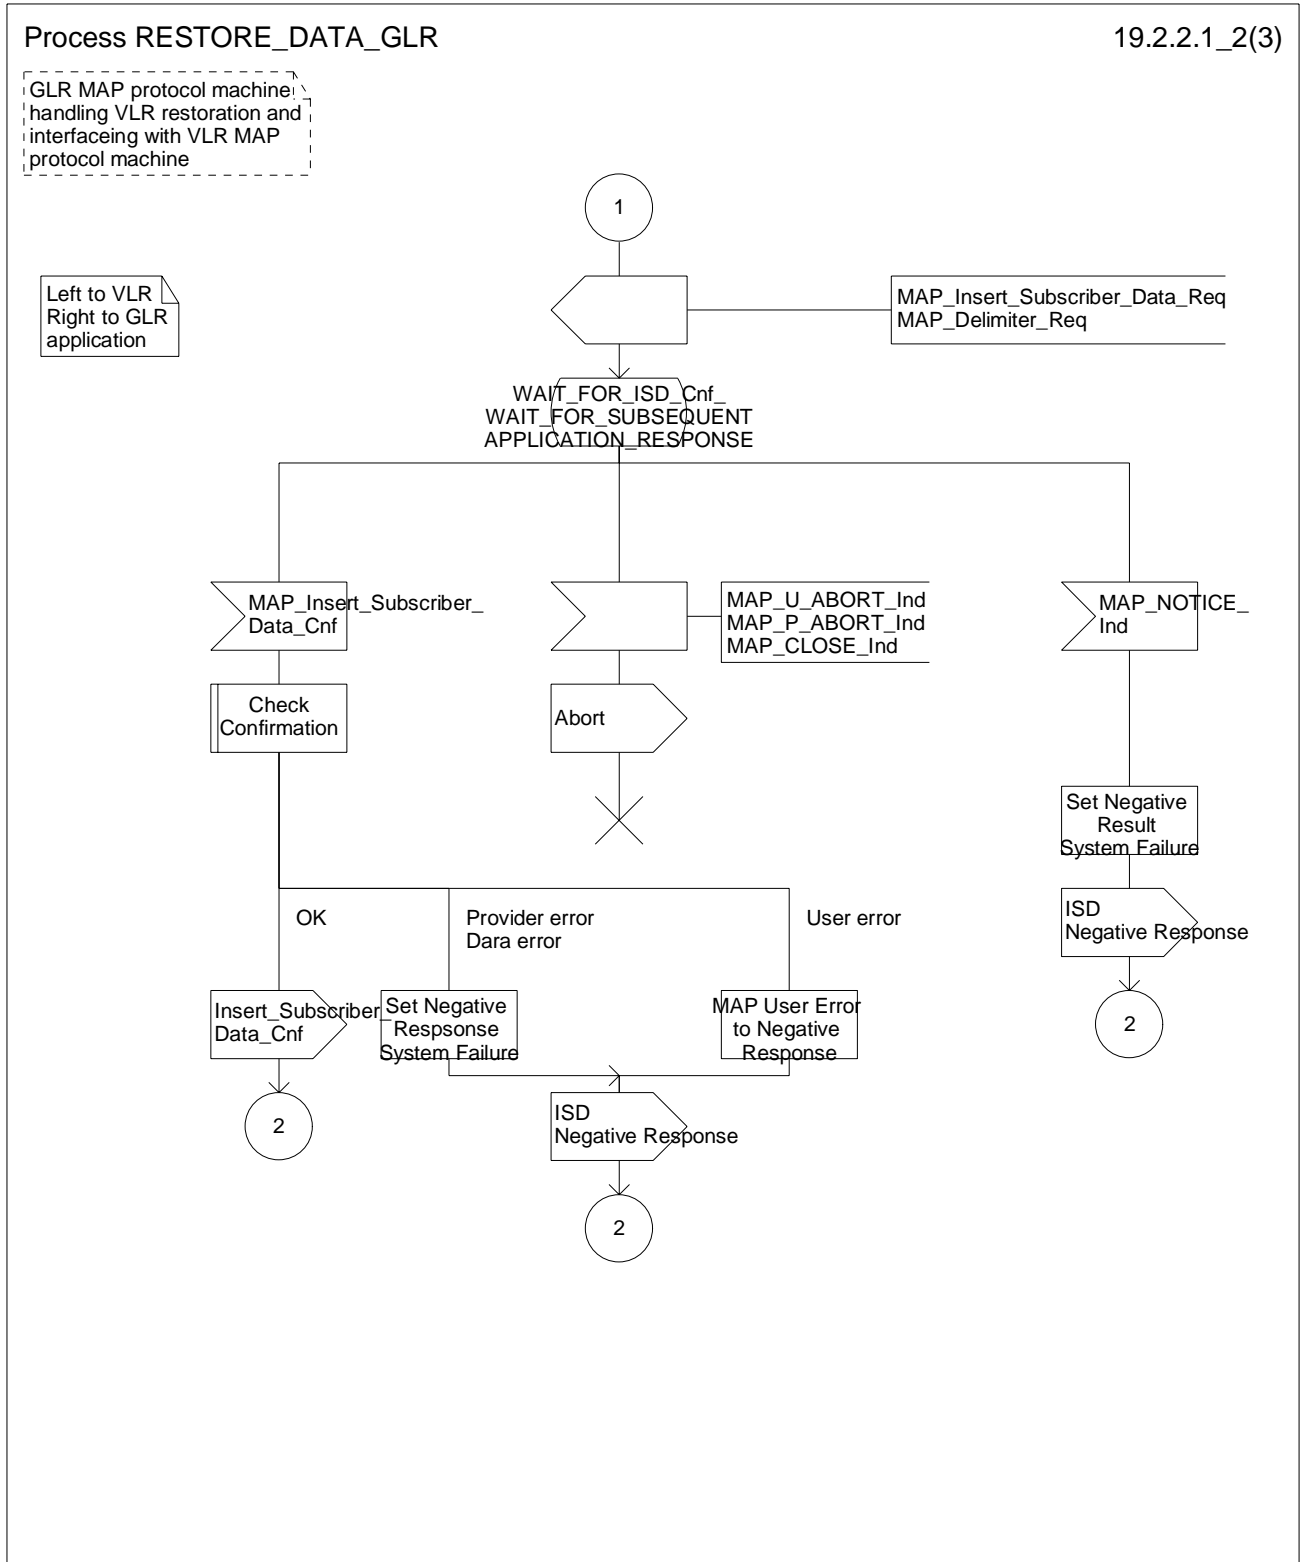 Process RESTORE_DATA_GLR
19.2.2.1_2(3)
GLR MAP protocol machine
handling VLR restoration and
interfaceing with VLR MAP
protocol machine
1
Left to VLR
Right to GLR
application
MAP_Insert_Subscriber_Data_Req
MAP_Delimiter_Req
WAIT_FOR_ISD_Cnf_
WAIT_FOR_SUBSEQUENT
APPLICATION_RESPONSE
MAP_Insert_Subscriber_
Data_Cnf
MAP_U_ABORT_Ind
MAP_P_ABORT_Ind
MAP_CLOSE_Ind
MAP_NOTICE_
Ind
Check
Confirmation
Abort
Set Negative
Result
System Failure
OK
Provider error
Dara error
User error
ISD
Negative Response
Insert_Subscriber_
Data_Cnf
Set Negative
Respsonse
System Failure
MAP User Error
to Negative
Response
2
2
ISD
Negative Response
2